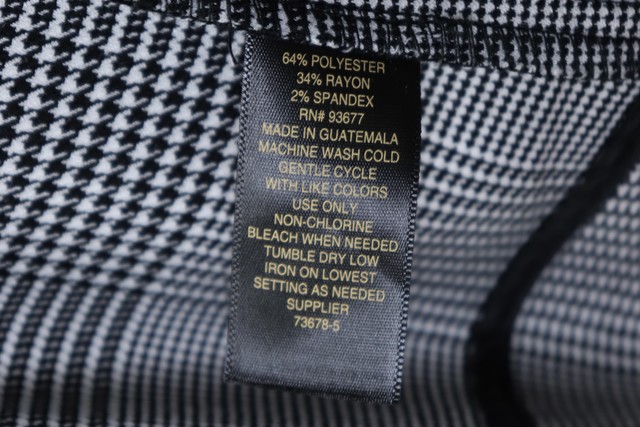 64% POLYESTER
34% RAYON
2% SPANDEX
RN# 93677
MADE IN GUATEMALA
MACHINE WASH COLD
GENTLE CYCLE
WITH LIKE COLORS
USE ONLY
NON-CHLORINE
BLEACH WHEN NEEDED
TUMBLE DRY LOW
IRON ON LOWEST
SETTING AS NEEDED
SUPPLIER
73678-5